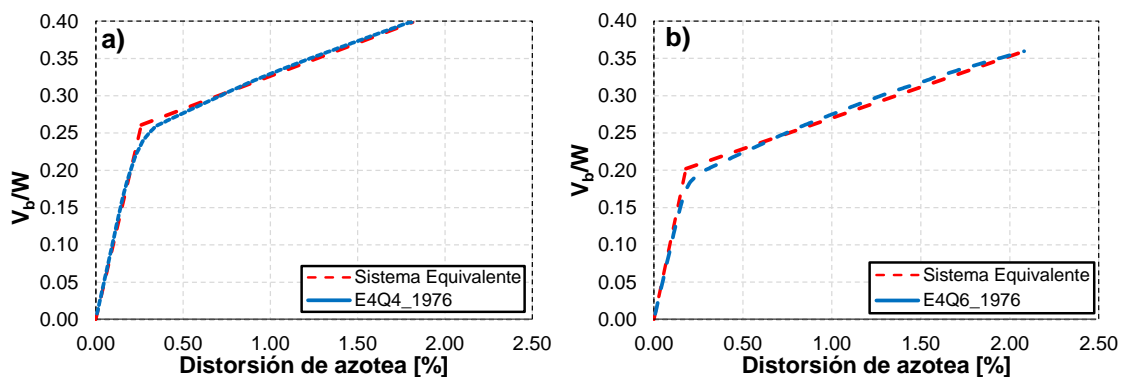 a)
0.40
0.35
0.30
0.25
0.20
0.15
0.10
0.05
0.00
V_b/W
0.00 0.50 1.00 1.50 2.00 2.50
Distorsión de azotea [%]
Sistema Equivalente
E4Q4_1976
b)
0.40
0.35
0.30
0.25
0.20
0.15
0.10
0.05
0.00
V_b/W
0.00 0.50 1.00 1.50 2.00 2.50
Distorsión de azotea [%]
Sistema Equivalente
E4Q6_1976